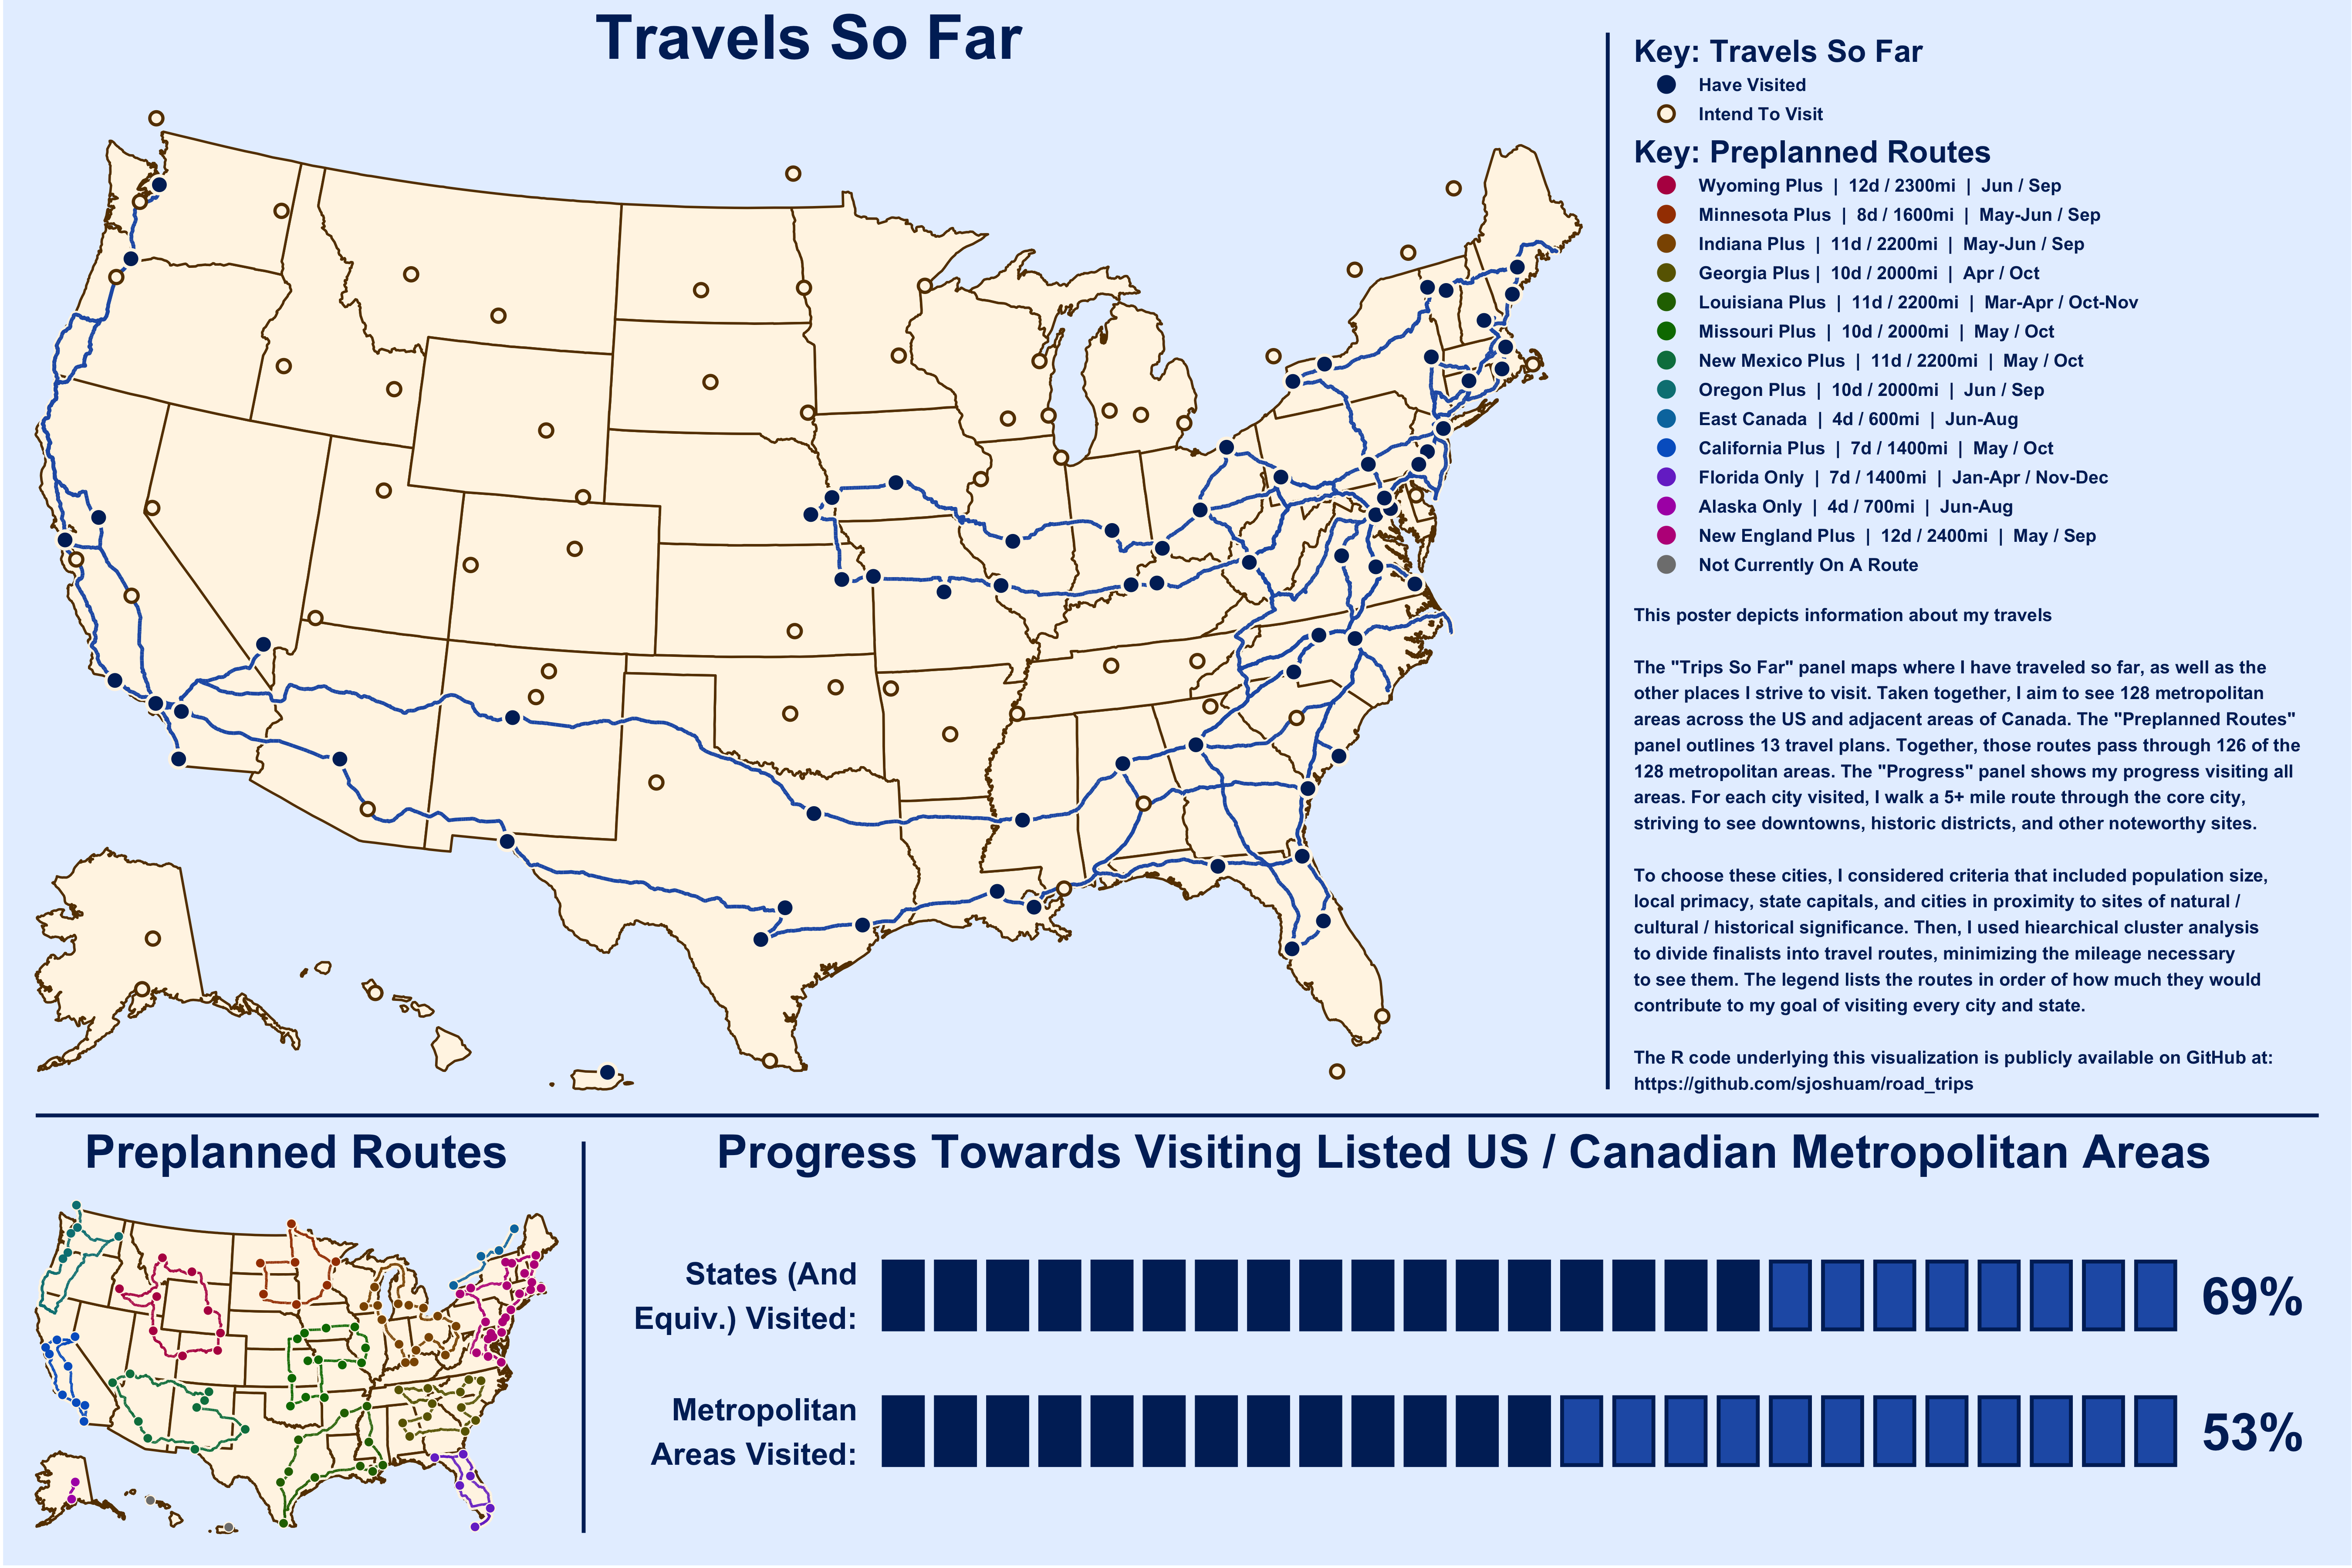 Travels So Far
Key: Travels So Far
Have Visited
Intend To Visit
Key: Preplanned Routes
Wyoming Plus | 12d / 2300mi | Jun / Sep
Minnesota Plus | 8d / 1600mi | May-Jun / Sep
Indiana Plus | 11d / 2200mi | May-Jun / Sep
Georgia Plus | 10d / 2000mi | Apr / Oct
Louisiana Plus | 11d / 2200mi | Mar-Apr / Oct-Nov
Missouri Plus | 10d / 2000mi | May / Oct
New Mexico Plus | 11d / 2200mi | May / Oct
Oregon Plus | 10d / 2000mi | Jun / Sep
East Canada | 4d / 600mi | Jun-Aug
California Plus | 7d / 1400mi | May / Oct
Florida Only | 7d / 1400mi | Jan-Apr / Nov-Dec
Alaska Only | 4d / 700mi | Jun-Aug
New England Plus | 12d / 2400mi | May / Sep
Not Currently On A Route
This poster depicts information about my travels
The "Trips So Far" panel maps where I have traveled so far, as well as the
other places I strive to visit. Taken together, I aim to see 128 metropolitan
areas across the US and adjacent areas of Canada. The "Preplanned Routes"
panel outlines 13 travel plans. Together, those routes pass through 126 of the
128 metropolitan areas. The "Progress" panel shows my progress visiting all
areas. For each city visited, I walk a 5+ mile route through the core city,
striving to see downtowns, historic districts, and other noteworthy sites.
To choose these cities, I considered criteria that included population size,
local primacy, state capitals, and cities in proximity to sites of natural /
cultural / historical significance. Then, I used hiearchical cluster analysis
to divide finalists into travel routes, minimizing the mileage necessary
to see them. The legend lists the routes in order of how much they would
contribute to my goal of visiting every city and state.
The R code underlying this visualization is publicly available on GitHub at:
https://github.com/sjoshuam/road_trips
Preplanned Routes
Progress Towards Visiting Listed US / Canadian Metropolitan Areas
States (And
Equiv.) Visited:
69%
Metropolitan
Areas Visited:
53%